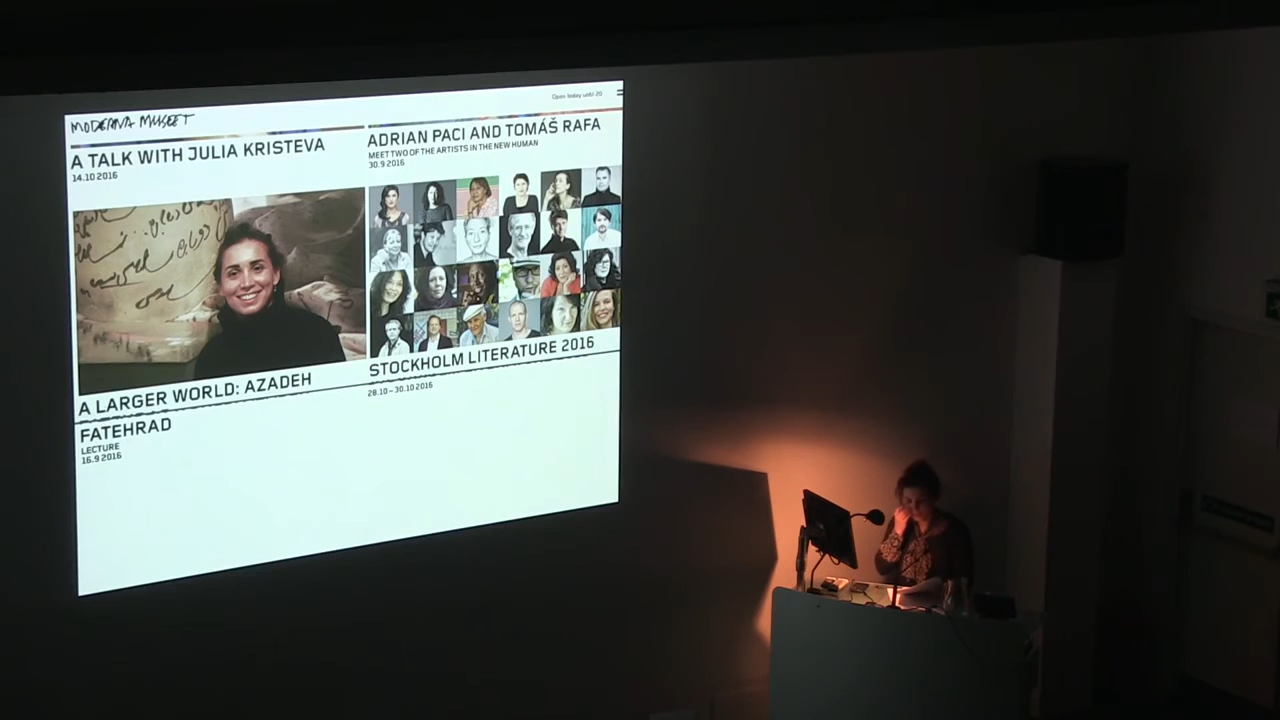 MODERNA MUSEET
Open today until 20
A TALK WITH JULIA KRISTEVA
14.10 2016
ADRIAN PACI AND TOMÁŠ RAFA
MEET TWO OF THE ARTISTS IN THE NEW HUMAN
30.9 2016
A LARGER WORLD: AZADEH
FATEHRAD
LECTURE
16.9 2016
STOCKHOLM LITERATURE 2016
28.10 – 30.10 2016